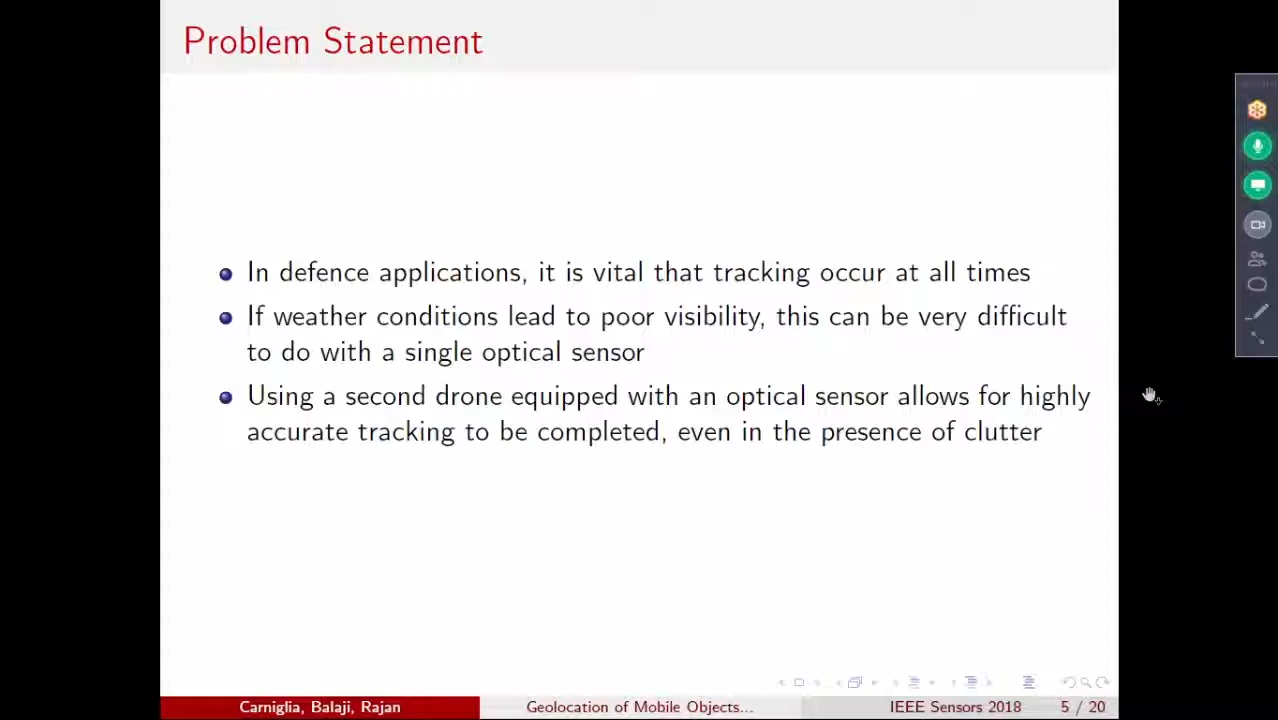 Problem Statement
In defence applications, it is vital that tracking occur at all times
If weather conditions lead to poor visibility, this can be very difficult
to do with a single optical sensor
Using a second drone equipped with an optical sensor allows for highly
accurate tracking to be completed, even in the presence of clutter
Carniglia, Balaji, Rajan
Geolocation of Mobile Objects...
IEEE Sensors 2018
5 / 20